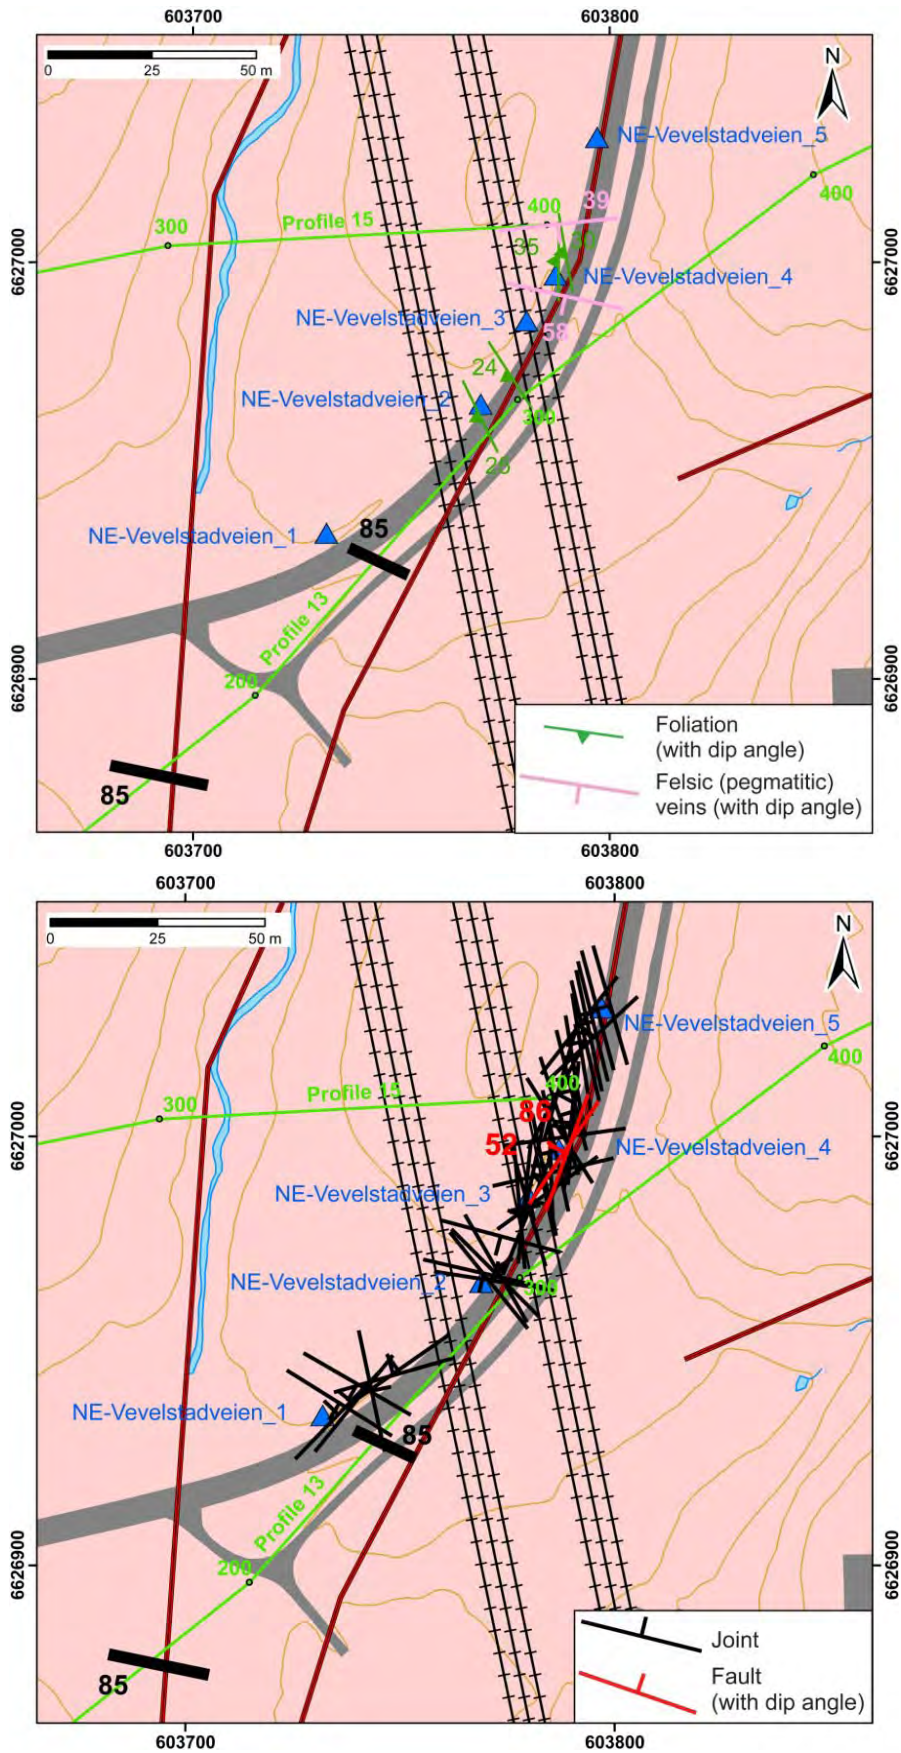 603700 603800
0 25 50 m
N
NE-Vevelstadveien_5
39
400
400
Profile 15
300
35 30
6627000 6627000
NE-Vevelstadveien_4
NE-Vevelstadveien_3
58
24
NE-Vevelstadveien_2
300
26
85
NE-Vevelstadveien_1
Profile 13
200
6626900 6626900
85
Foliation
(with dip angle)
Felsic (pegmatitic)
veins (with dip angle)
603700 603800
603700 603800
0 25 50 m
N
NE-Vevelstadveien_5
400
400
Profile 15
300
86
6627000 6627000
52
NE-Vevelstadveien_4
NE-Vevelstadveien_3
NE-Vevelstadveien_2
300
NE-Vevelstadveien_1
85
Profile 13
200
6626900 6626900
85
Joint
Fault
(with dip angle)
603700 603800